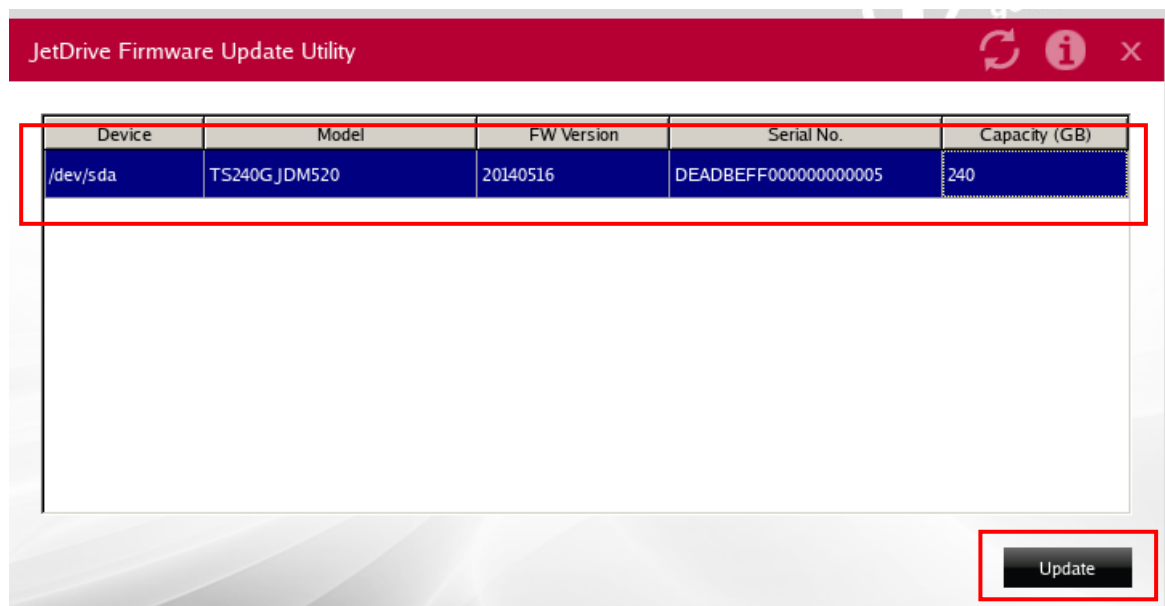 JetDrive Firmware Update Utility
Device Model FW Version Serial No. Capacity (GB)
/dev/sda TS240GJDM520 20140516 DEADBEFF000000000005 240
Update